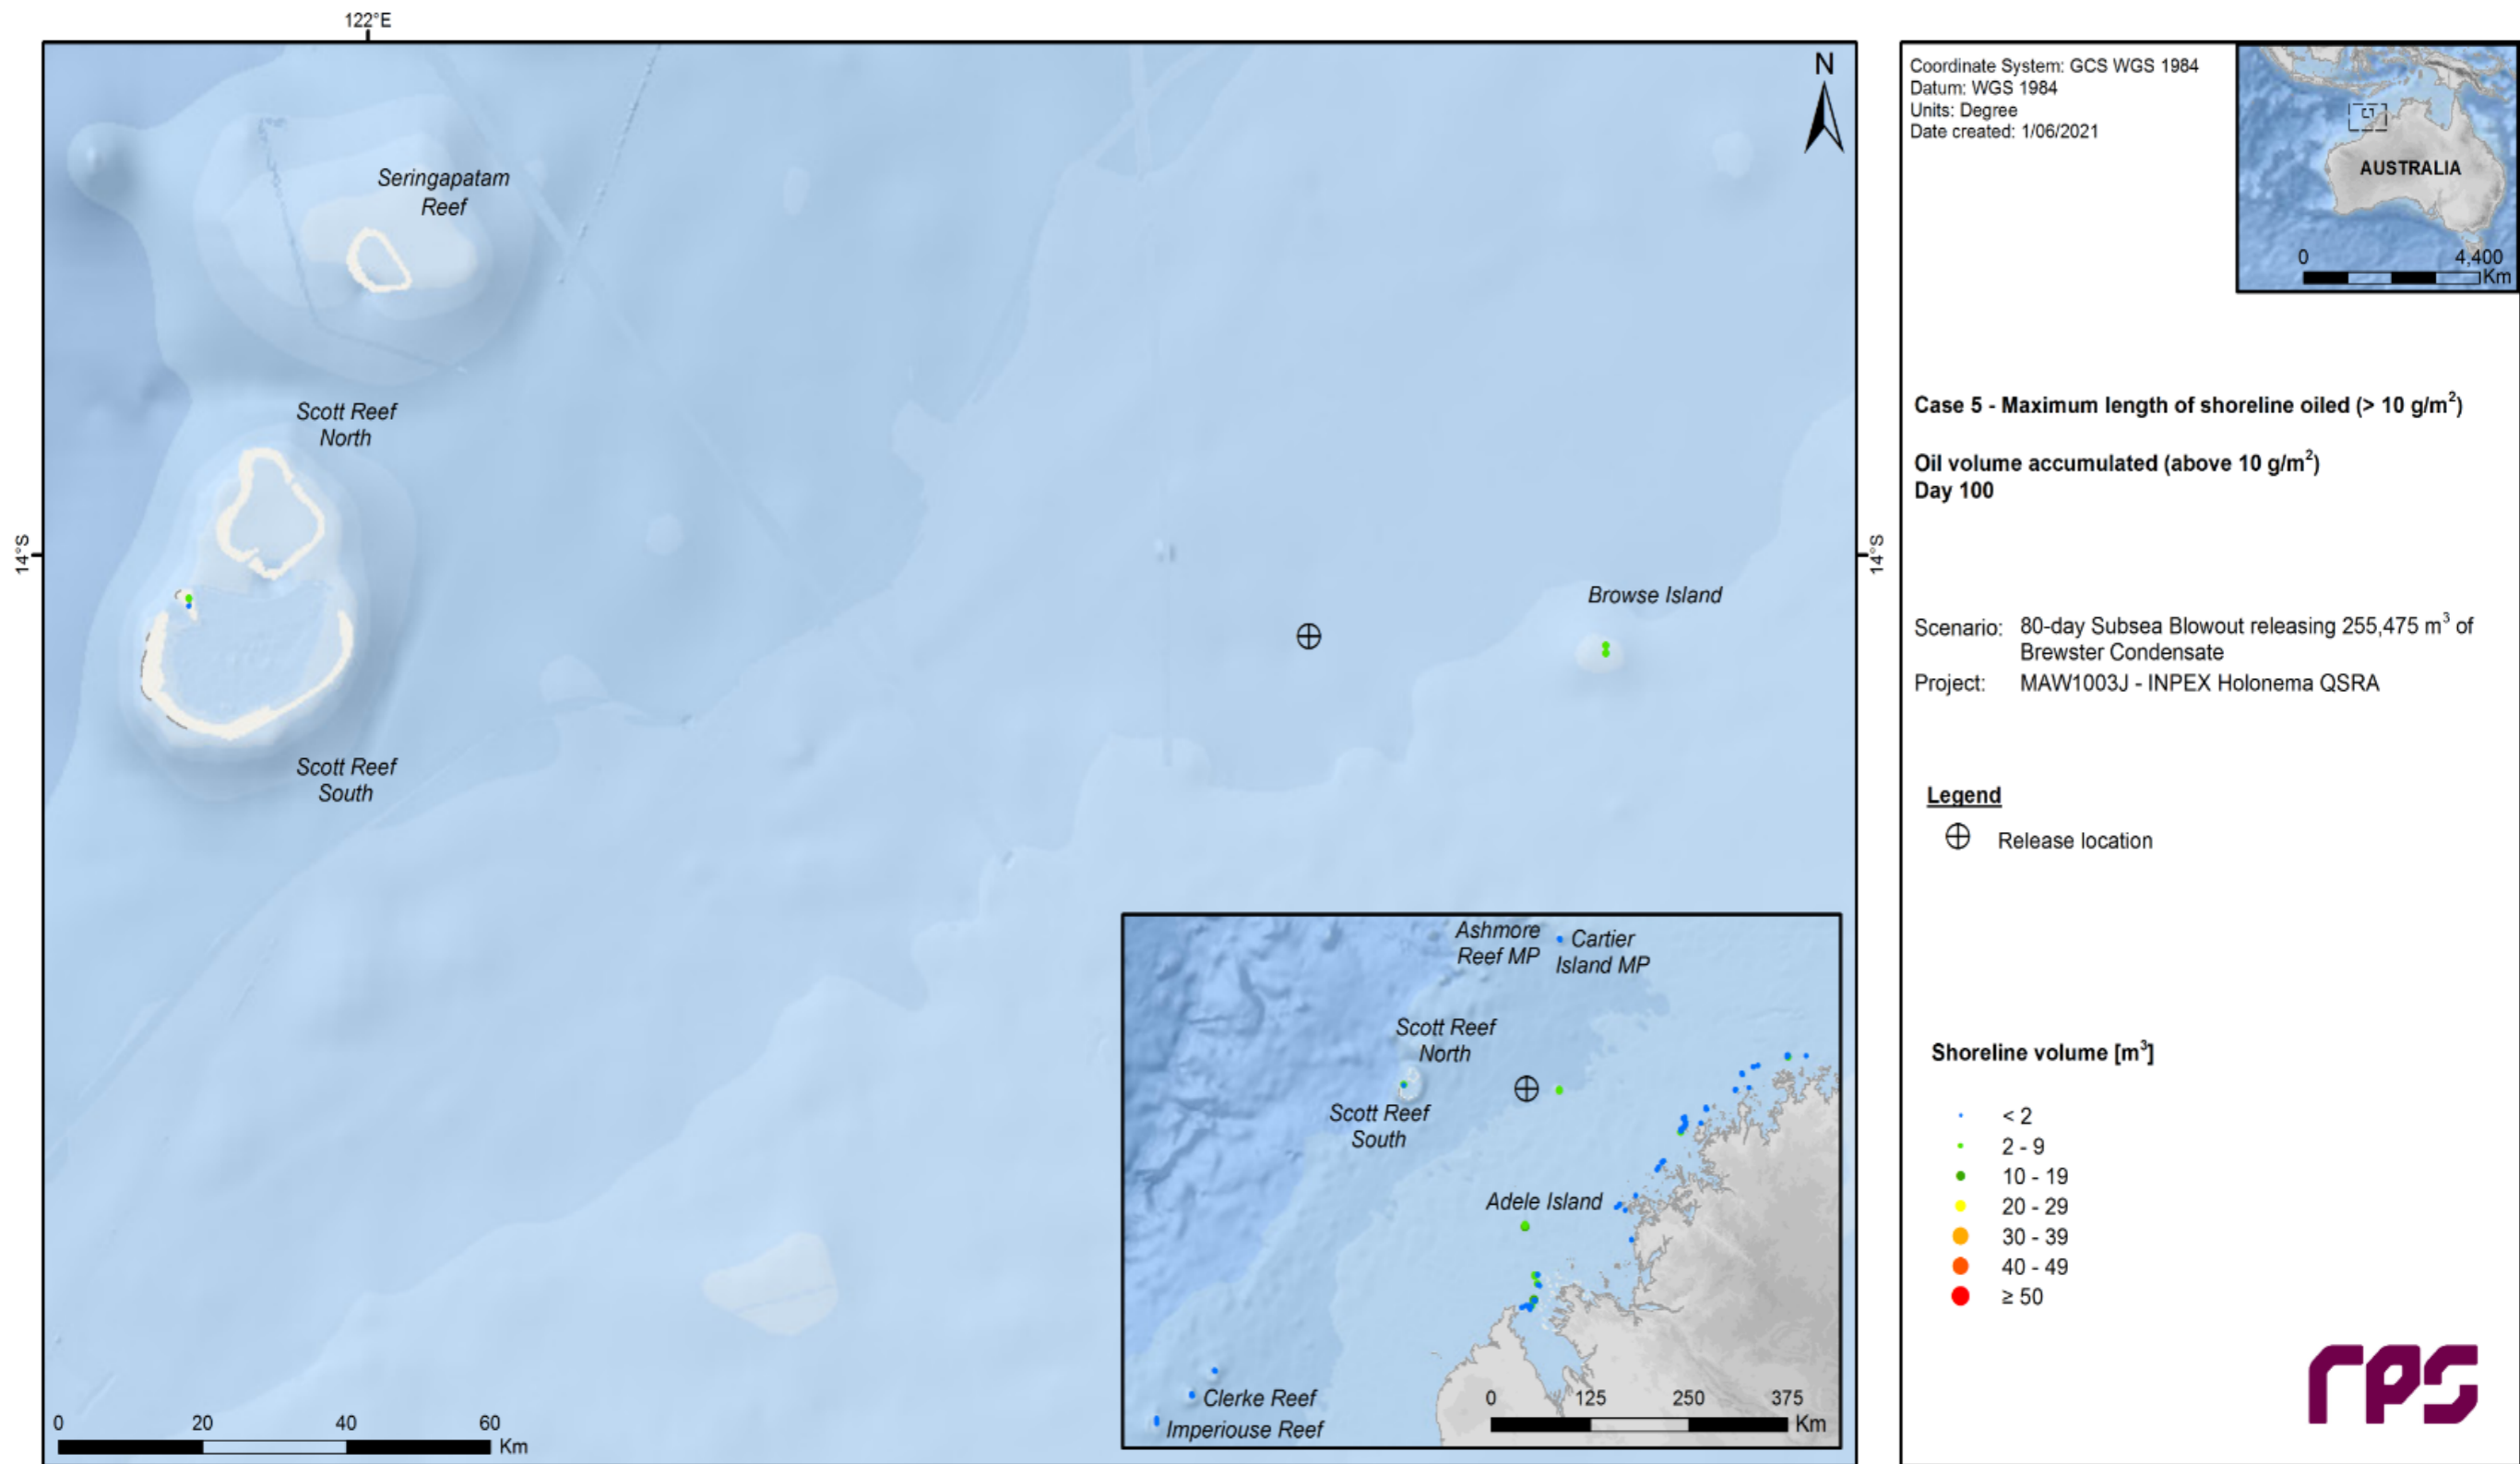 122°E
N
Seringapatam
Reef
Scott Reef
North
14°S
14°S
Browse Island
Scott Reef
South
Ashmore
Reef MP
Cartier
Island MP
Scott Reef
North
Scott Reef
South
Adele Island
Clerke Reef
Imperiouse Reef
0 125 250 375
Km
0 20 40 60
Km
Coordinate System: GCS WGS 1984
Datum: WGS 1984
Units: Degree
Date created: 1/06/2021
AUSTRALIA
0 4,400
Km
Case 5 - Maximum length of shoreline oiled (> 10 g/m²)
Oil volume accumulated (above 10 g/m²)
Day 100
Scenario: 80-day Subsea Blowout releasing 255,475 m³ of
Brewster Condensate
Project: MAW1003J - INPEX Holonema QSRA
Legend
Release location
Shoreline volume [m³]
< 2
2 - 9
10 - 19
20 - 29
30 - 39
40 - 49
≥ 50
rps